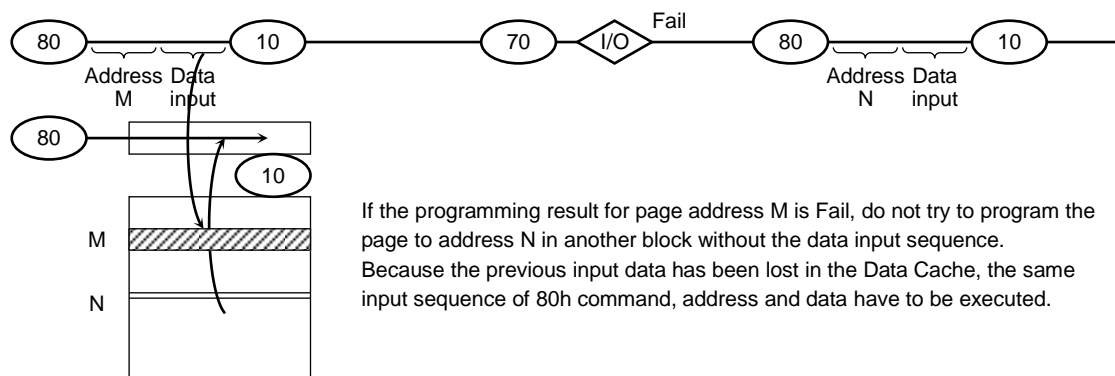 Fail
80
10
70
I/O
80
10
Address
M
Data
input
Address
N
Data
input
80
10
M
N
If the programming result for page address M is Fail, do not try to program the
page to address N in another block without the data input sequence.
Because the previous input data has been lost in the Data Cache, the same
input sequence of 80h command, address and data have to be executed.